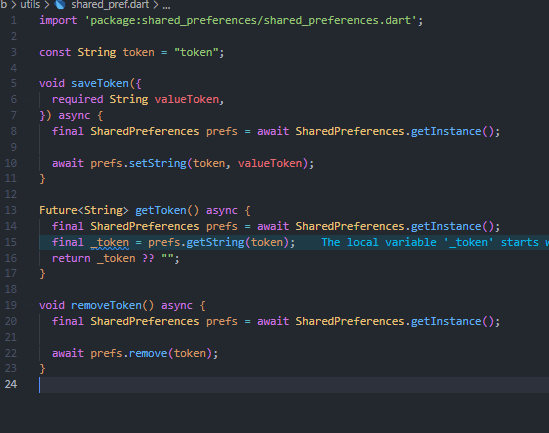 b > utils > shared_pref.dart > ...
1 import 'package:shared_preferences/shared_preferences.dart';
2
3 const String token = "token";
4
5 void saveToken({
6 required String valueToken,
7 }) async {
8 final SharedPreferences prefs = await SharedPreferences.getInstance();
9
10 await prefs.setString(token, valueToken);
11 }
12
13 Future<String> getToken() async {
14 final SharedPreferences prefs = await SharedPreferences.getInstance();
15 final _token = prefs.getString(token); The local variable '_token' starts w
16 return _token ?? "";
17 }
18
19 void removeToken() async {
20 final SharedPreferences prefs = await SharedPreferences.getInstance();
21
22 await prefs.remove(token);
23 }
24